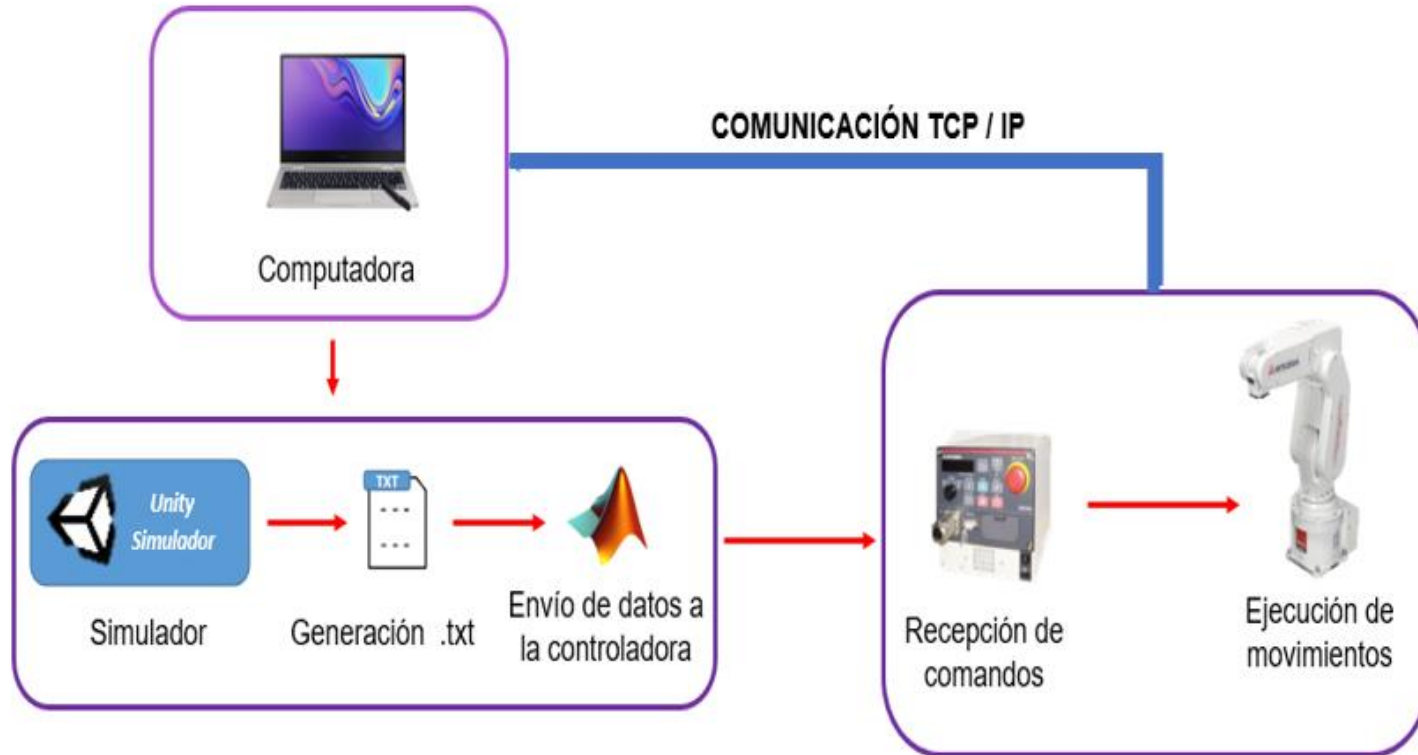 COMUNICACIÓN TCP / IP
Computadora
Unity
Simulador
TXT
Simulador
Generación .txt
Envío de datos a
la controladora
Recepción de
comandos
Ejecución de
movimientos